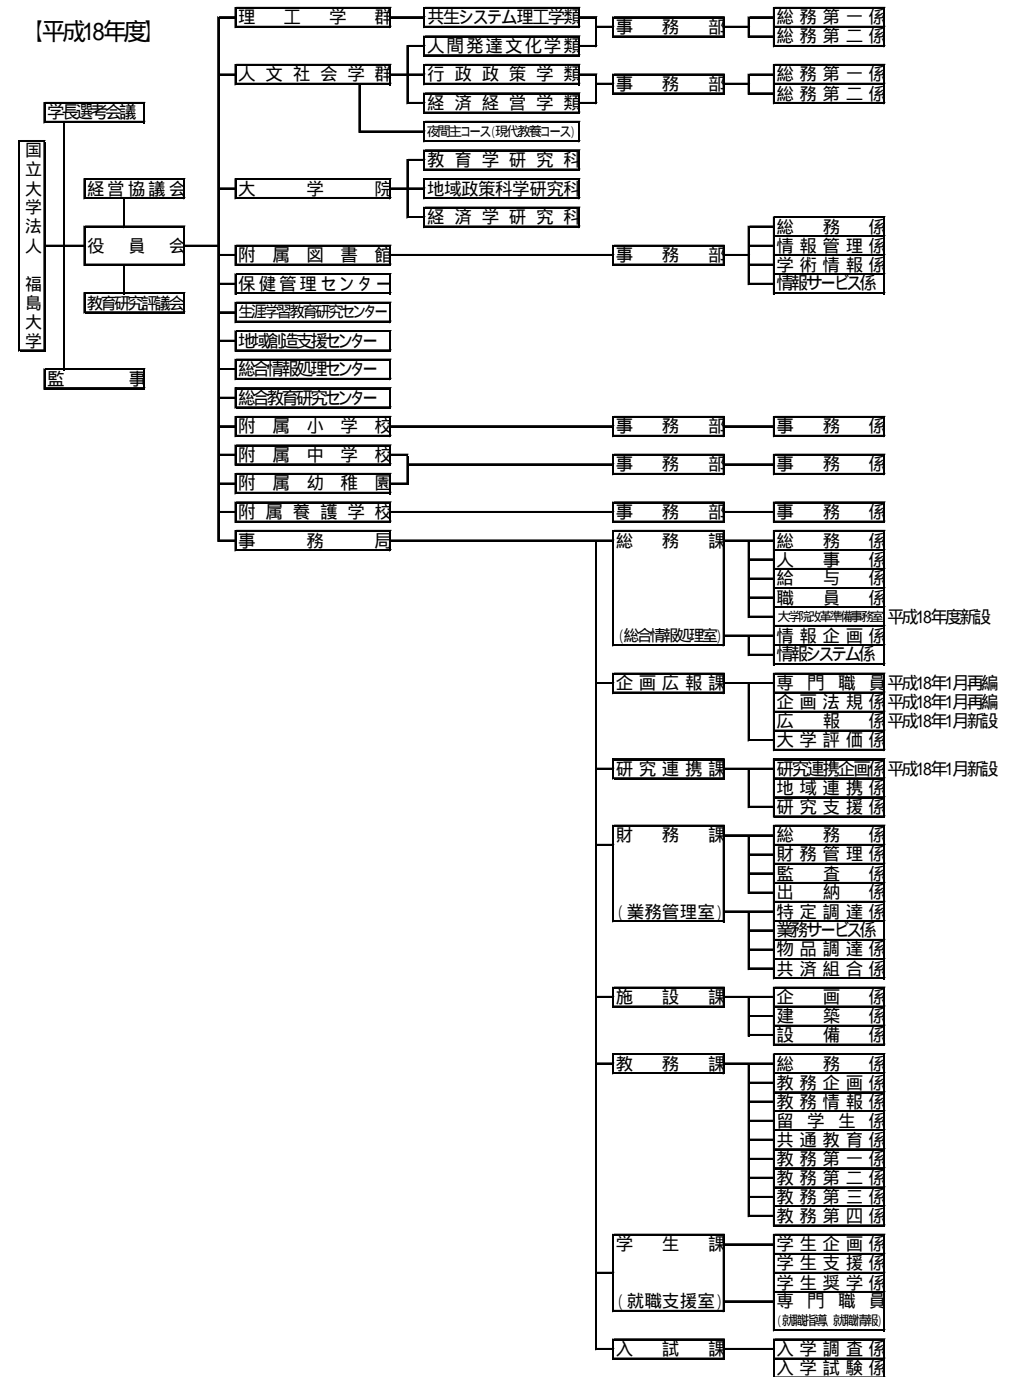 【平成18年度】
学長選考会議
国立大学法人 福島大学
経営協議会
役員会
教育研究評議会
監事
理工学群
共生システム理工学類
人間発達文化学類
事務部
総務第一係
総務第二係
人文社会学群
行政政策学類
経済経営学類
事務部
総務第一係
総務第二係
夜間主コース(現代教養コース)
大学院
教育学研究科
地域政策科学研究科
経済学研究科
附属図書館
事務部
総務係
情報管理係
学術情報係
情報サービス係
保健管理センター
生涯学習教育研究センター
地域創造支援センター
総合情報処理センター
総合教育研究センター
附属小学校
事務部
事務係
附属中学校
附属幼稚園
事務部
事務係
附属養護学校
事務部
事務係
事務局
総務課
総務係
人事係
給与係
職員係
大学院改革準備事務室 平成18年度新設
(総合情報処理室)
情報企画係
情報システム係
企画広報課
専門職員 平成18年1月再編
企画法規係 平成18年1月再編
広報係 平成18年1月新設
大学評価係
研究連携課
研究連携企画係 平成18年1月新設
地域連携係
研究支援係
財務課
総務係
財務管理係
監査係
出納係
(業務管理室)
特定調達係
業務サービス係
物品調達係
共済組合係
施設課
企画係
建築係
設備係
教務課
総務係
教務企画係
教務情報係
留学生係
共通教育係
教務第一係
教務第二係
教務第三係
教務第四係
学生課
学生企画係
学生支援係
学生奨学係
(就職支援室)
専門職員
(就職指導、就職情報)
入試課
入学調査係
入学試験係